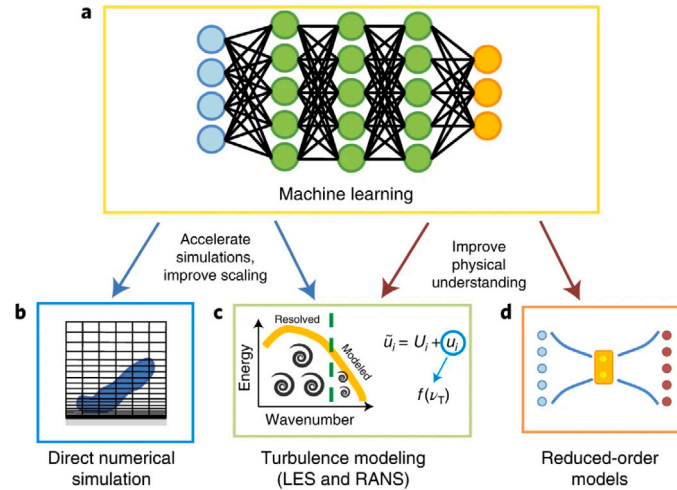 a
Machine learning
Accelerate
simulations,
improve scaling
Improve
physical
understanding
b
Direct numerical
simulation
c
Energy
Resolved
Modeled
Wavenumber
ũᵢ = Uᵢ + uᵢ
f(ν_T)
Turbulence modeling
(LES and RANS)
d
Reduced-order
models